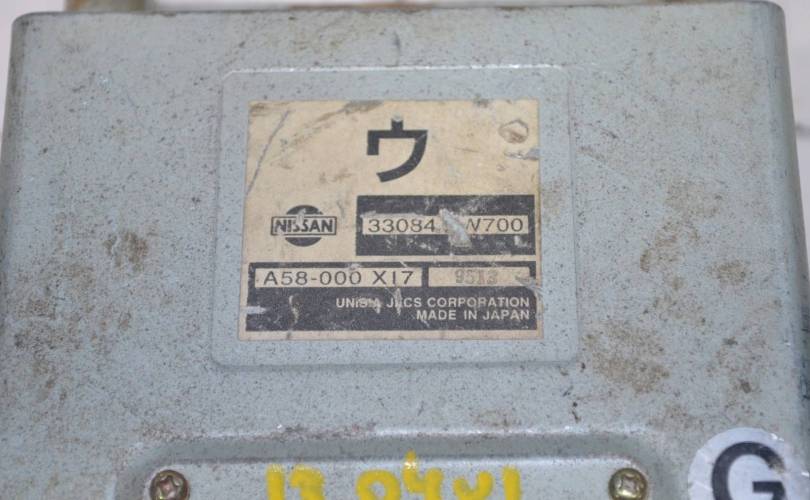 ウ
NISSAN
33084 W700
A58-000 X17
UNISIA JECS CORPORATION
MADE IN JAPAN
G